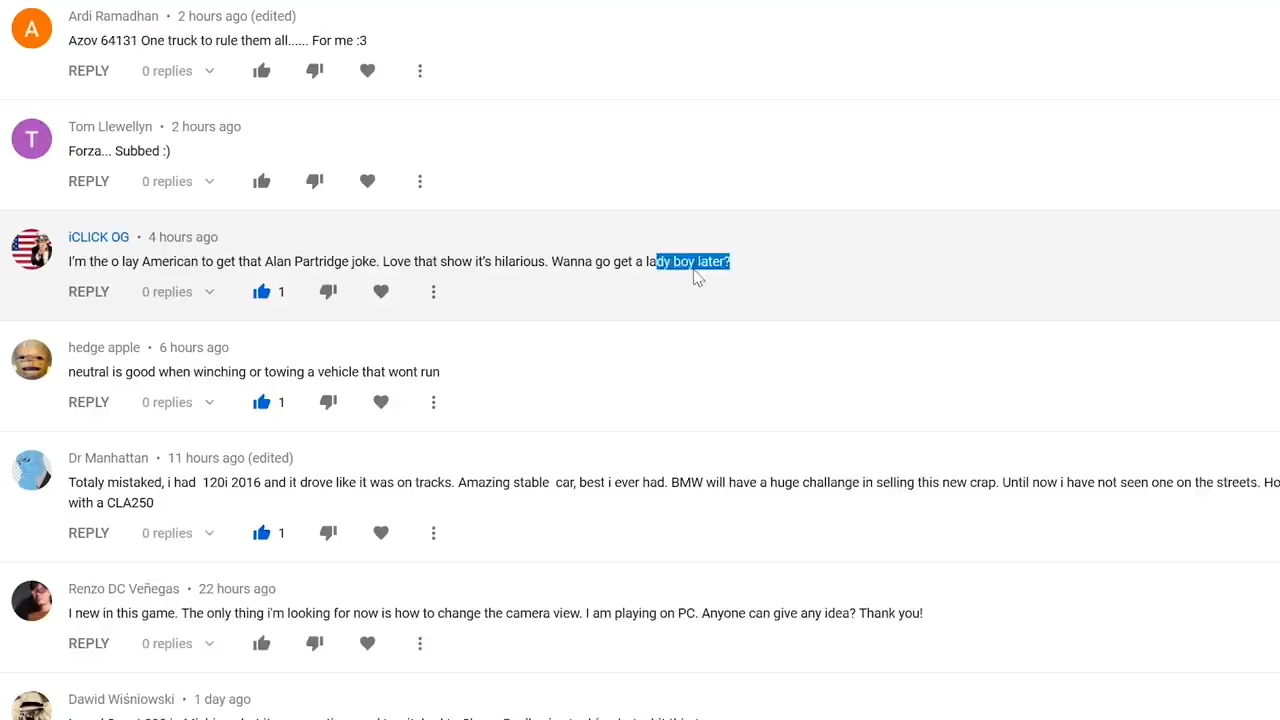 Ardi Ramadhan • 2 hours ago (edited)
A
Azov 64131 One truck to rule them all...... For me :3
REPLY 0 replies
Tom Llewellyn • 2 hours ago
T
Forza... Subbed :)
REPLY 0 replies
iCLICK OG • 4 hours ago
I'm the o lay American to get that Alan Partridge joke. Love that show it's hilarious. Wanna go get a lady boy later?
REPLY 0 replies 1
hedge apple • 6 hours ago
neutral is good when winching or towing a vehicle that wont run
REPLY 0 replies 1
Dr Manhattan • 11 hours ago (edited)
Totaly mistaked, i had 120i 2016 and it drove like it was on tracks. Amazing stable car, best i ever had. BMW will have a huge challange in selling this new crap. Until now i have not seen one on the streets. Ho
with a CLA250
REPLY 0 replies 1
Renzo DC Veñegas • 22 hours ago
I new in this game. The only thing i'm looking for now is how to change the camera view. I am playing on PC. Anyone can give any idea? Thank you!
REPLY 0 replies
Dawid Wiśniowski • 1 day ago